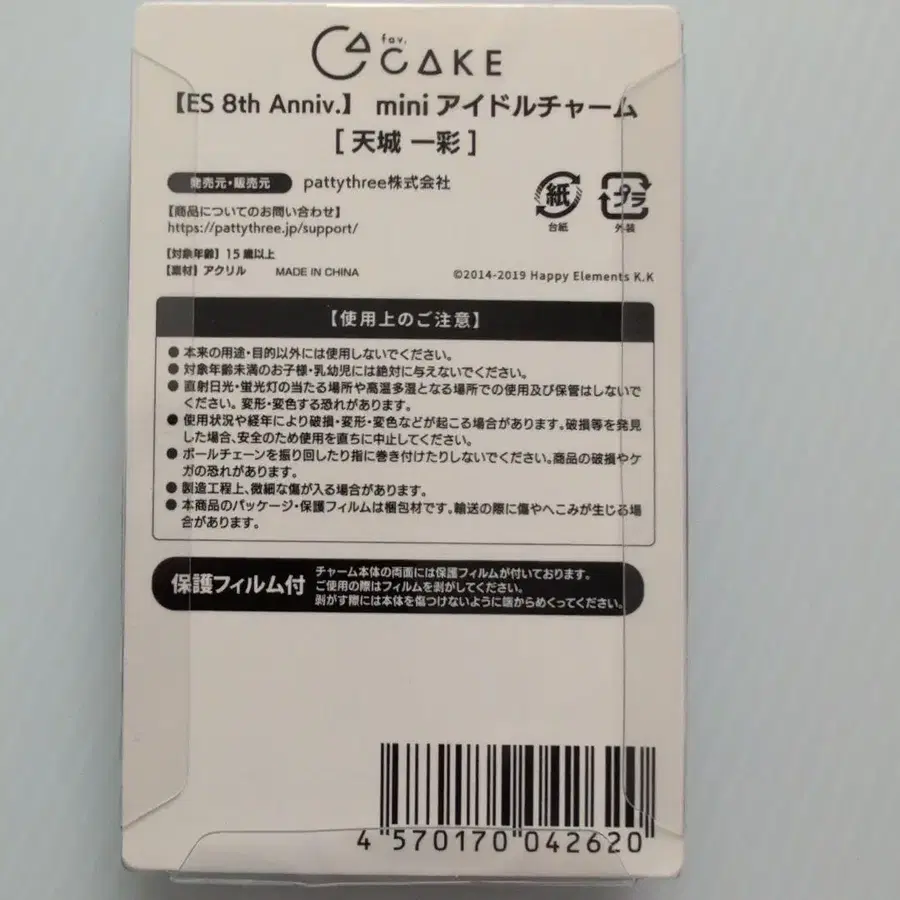 fav.
CAKE
【ES 8th Anniv.】 mini アイドルチャーム
[ 天城 一彩 ]
発売元・販売元 pattythree株式会社
【商品についてのお問い合わせ】
https://pattythree.jp/support/
紙
台紙
プラ
外装
【対象年齢】15歳以上
【素材】アクリル MADE IN CHINA
©2014-2019 Happy Elements K.K
【使用上のご注意】
● 本来の用途・目的以外には使用しないでください。
● 対象年齢未満のお子様・乳幼児には絶対に与えないでください。
● 直射日光・蛍光灯の当たる場所や高温多湿となる場所での使用及び保管はしないで
ください。変形・変色する恐れがあります。
● 使用状況や経年により破損・変形・変色などが起こる場合があります。破損等を発見
した場合、安全のため使用を直ちに中止してください。
● ボールチェーンを振り回したり指に巻き付けたりしないでください。商品の破損やケ
ガの恐れがあります。
● 製造工程上、微細な傷が入る場合があります。
● 本商品のパッケージ・保護フィルムは梱包材です。輸送の際に傷やへこみが生じる場
合があります。
保護フィルム付
チャーム本体の両面には保護フィルムが付いております。
ご使用の際はフィルムを剥がしてください。
剥がす際には本体を傷つけないように端からめくってください。
4 570170 042620